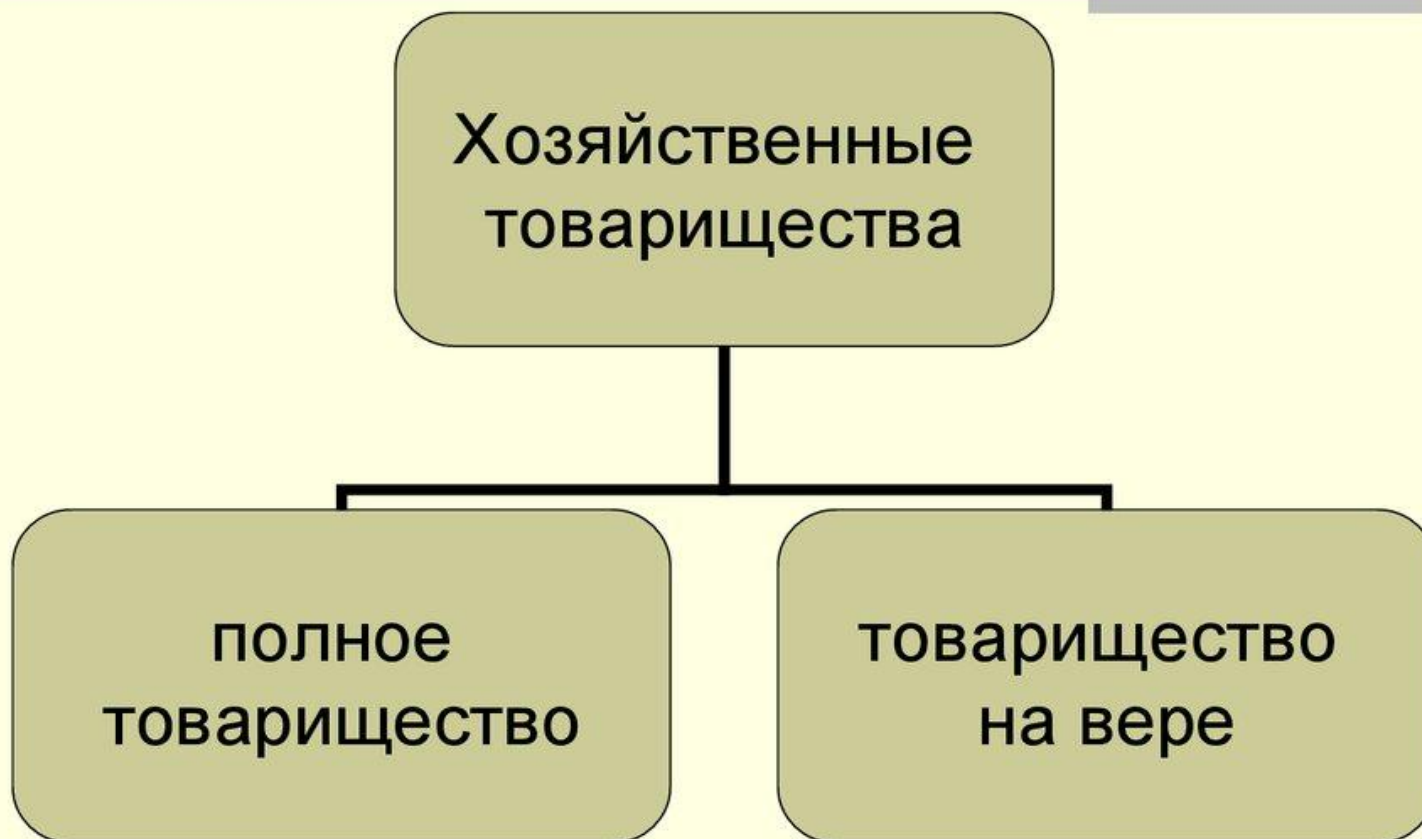 Хозяйственные
товарищества
полное
товарищество
товарищество
на вере